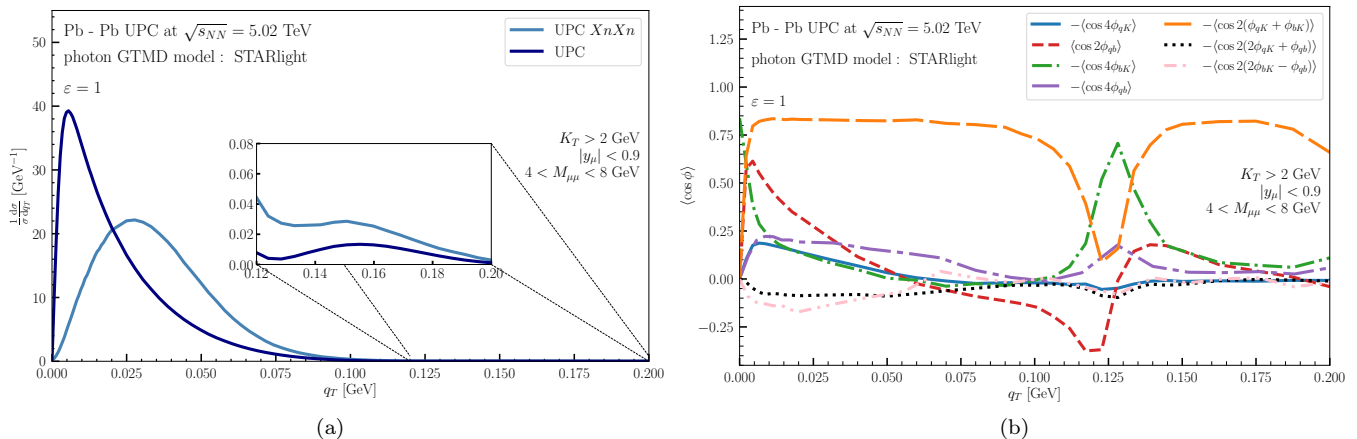 Pb - Pb UPC at √s_NN = 5.02 TeV
photon GTMD model : STARlight
ε = 1
UPC XnXn
UPC
K_T > 2 GeV
|y_μ| < 0.9
4 < M_μμ < 8 GeV
0.08
0.06
0.04
0.02
0.00
0.12 0.14 0.16 0.18 0.20
50
40
30
20
10
0
1/σ dσ/dq_T [GeV⁻¹]
0.000 0.025 0.050 0.075 0.100 0.125 0.150 0.175 0.200
q_T [GeV]
(a)
Pb - Pb UPC at √s_NN = 5.02 TeV
photon GTMD model : STARlight
ε = 1
−⟨cos 4φ_qK⟩
⟨cos 2φ_qb⟩
−⟨cos 4φ_bK⟩
−⟨cos 4φ_qb⟩
−⟨cos 2(φ_qK + φ_bK)⟩
−⟨cos 2(2φ_qK + φ_qb)⟩
−⟨cos 2(2φ_bK − φ_qb)⟩
K_T > 2 GeV
|y_μ| < 0.9
4 < M_μμ < 8 GeV
1.25
1.00
0.75
0.50
0.25
0.00
−0.25
⟨cos φ⟩
0.000 0.025 0.050 0.075 0.100 0.125 0.150 0.175 0.200
q_T [GeV]
(b)